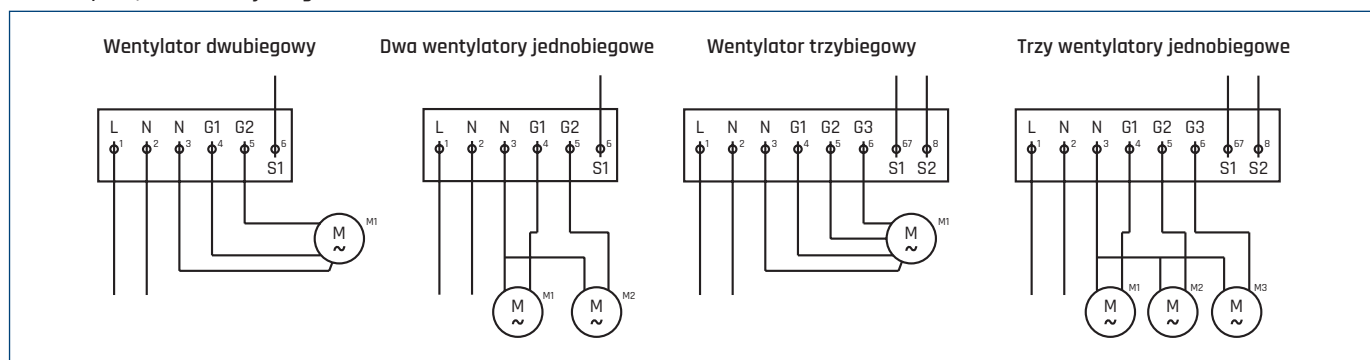 Wentylator dwubiegowy
L N N G1 G2
1 2 3 4 5 6
S1
M1
M
~
Dwa wentylatory jednobiegowe
L N N G1 G2
1 2 3 4 5 6
S1
M M1
~
M M2
~
Wentylator trzybiegowy
L N N G1 G2 G3
1 2 3 4 5 6 67 8
S1 S2
M1
M
~
Trzy wentylatory jednobiegowe
L N N G1 G2 G3
1 2 3 4 5 6 67 8
S1 S2
M M1
~
M M2
~
M M3
~